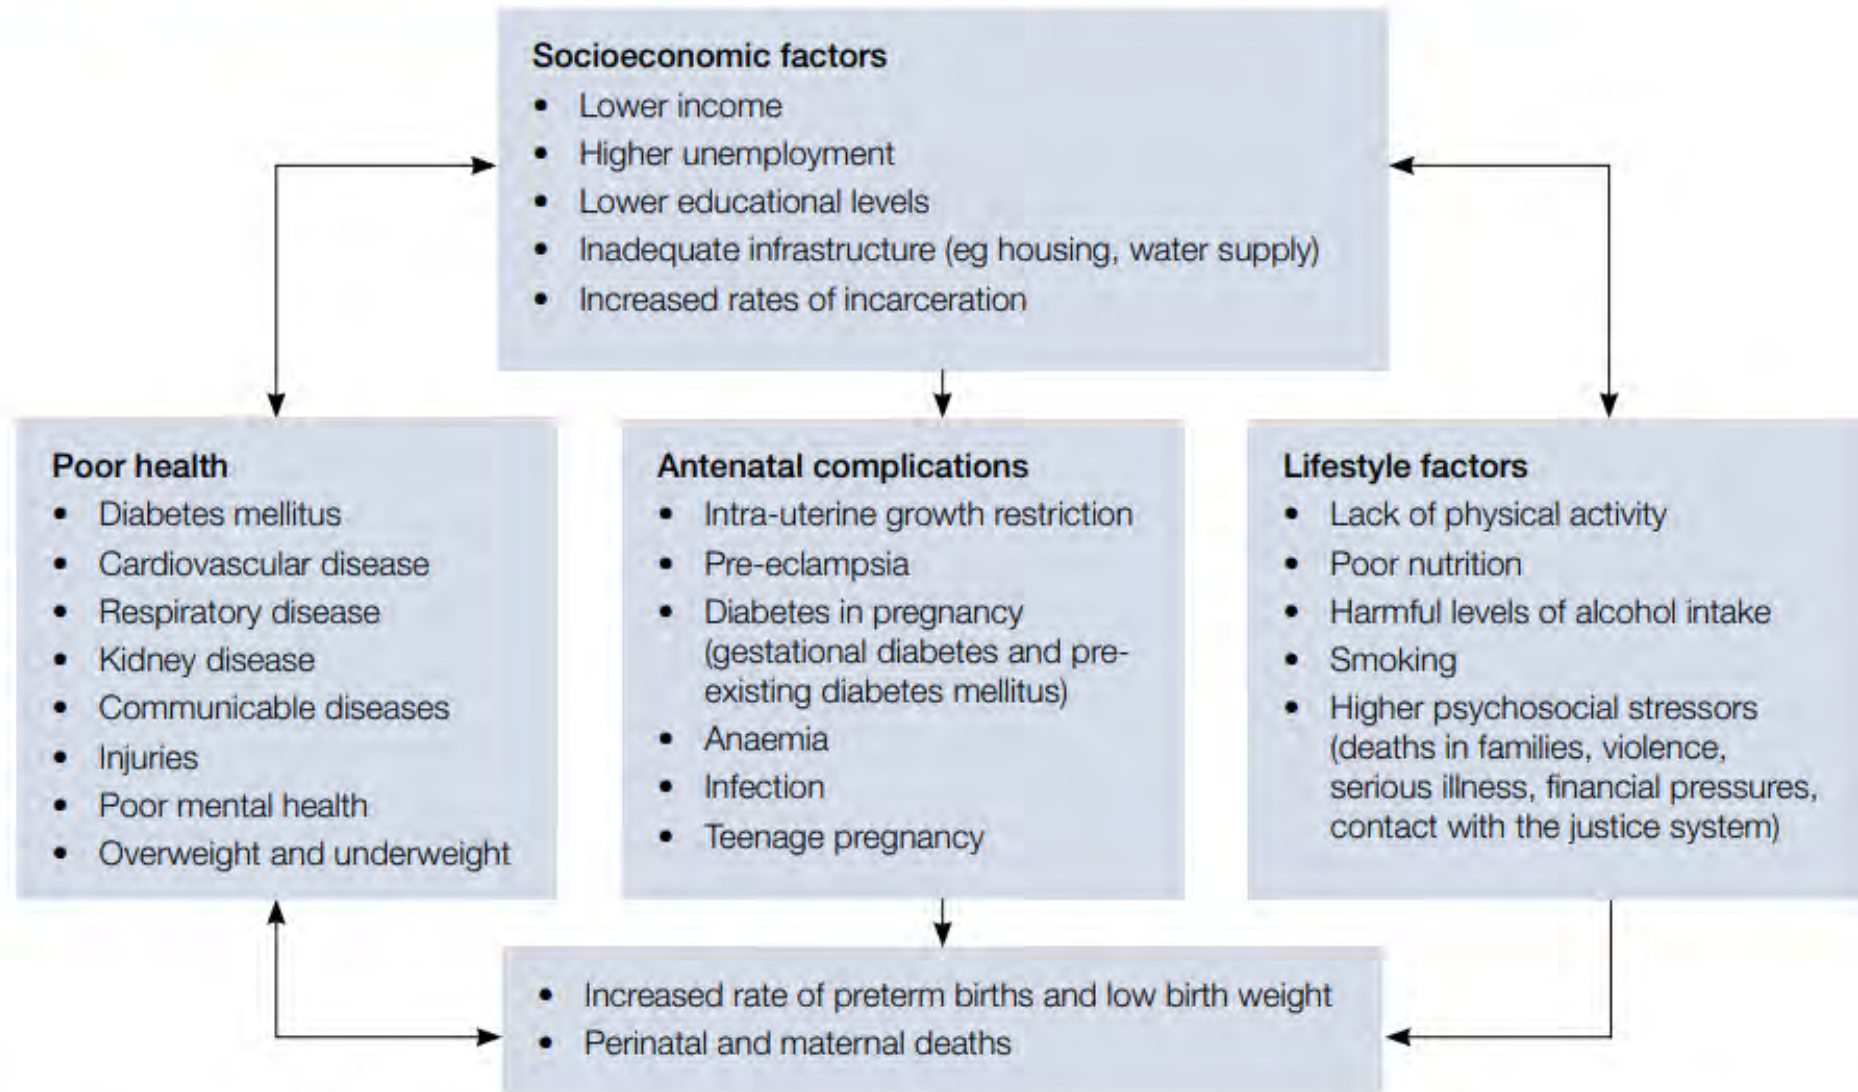 Socioeconomic factors
• Lower income
• Higher unemployment
• Lower educational levels
• Inadequate infrastructure (eg housing, water supply)
• Increased rates of incarceration
Poor health
• Diabetes mellitus
• Cardiovascular disease
• Respiratory disease
• Kidney disease
• Communicable diseases
• Injuries
• Poor mental health
• Overweight and underweight
Antenatal complications
• Intra-uterine growth restriction
• Pre-eclampsia
• Diabetes in pregnancy
(gestational diabetes and pre-
existing diabetes mellitus)
• Anaemia
• Infection
• Teenage pregnancy
Lifestyle factors
• Lack of physical activity
• Poor nutrition
• Harmful levels of alcohol intake
• Smoking
• Higher psychosocial stressors
(deaths in families, violence,
serious illness, financial pressures,
contact with the justice system)
• Increased rate of preterm births and low birth weight
• Perinatal and maternal deaths